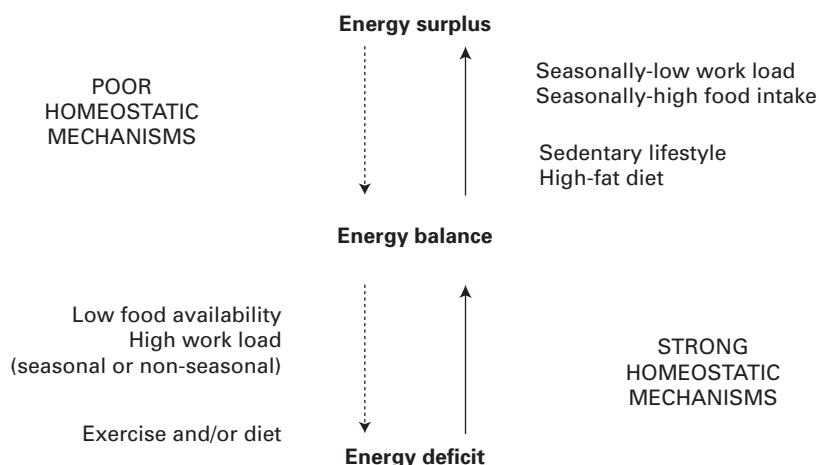 Energy surplus
POOR
HOMEOSTATIC
MECHANISMS
Seasonally-low work load
Seasonally-high food intake
Sedentary lifestyle
High-fat diet
Energy balance
Low food availability
High work load
(seasonal or non-seasonal)
Exercise and/or diet
STRONG
HOMEOSTATIC
MECHANISMS
Energy deficit